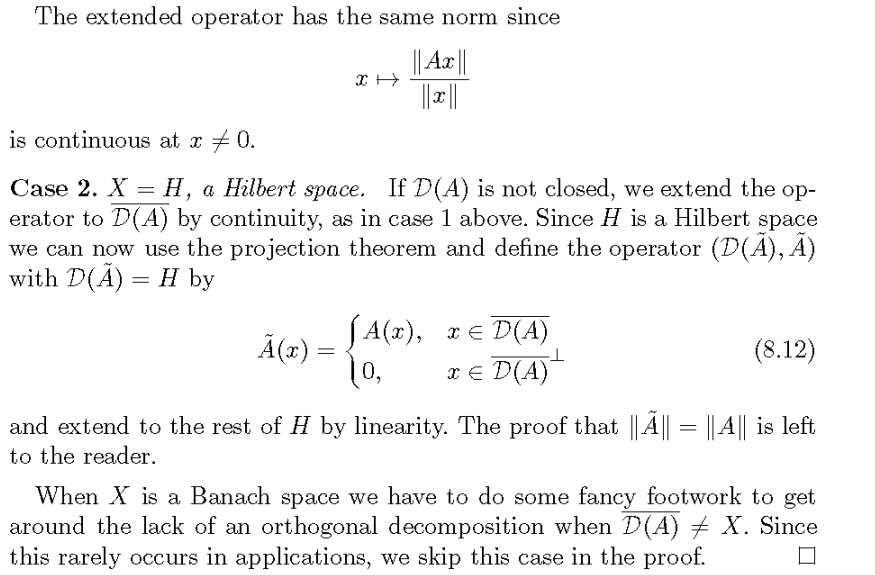 The extended operator has the same norm since
x ↦ ‖Ax‖ / ‖x‖
is continuous at x ≠ 0.
Case 2. X = H, a Hilbert space. If D(A) is not closed, we extend the op-
erator to \overline{D(A)} by continuity, as in case 1 above. Since H is a Hilbert space
we can now use the projection theorem and define the operator (D(Ã), Ã)
with D(Ã) = H by
Ã(x) = { A(x), x ∈ \overline{D(A)}
0, x ∈ \overline{D(A)}^⊥ (8.12)
and extend to the rest of H by linearity. The proof that ‖Ã‖ = ‖A‖ is left
to the reader.
When X is a Banach space we have to do some fancy footwork to get
around the lack of an orthogonal decomposition when \overline{D(A)} ≠ X. Since
this rarely occurs in applications, we skip this case in the proof. □